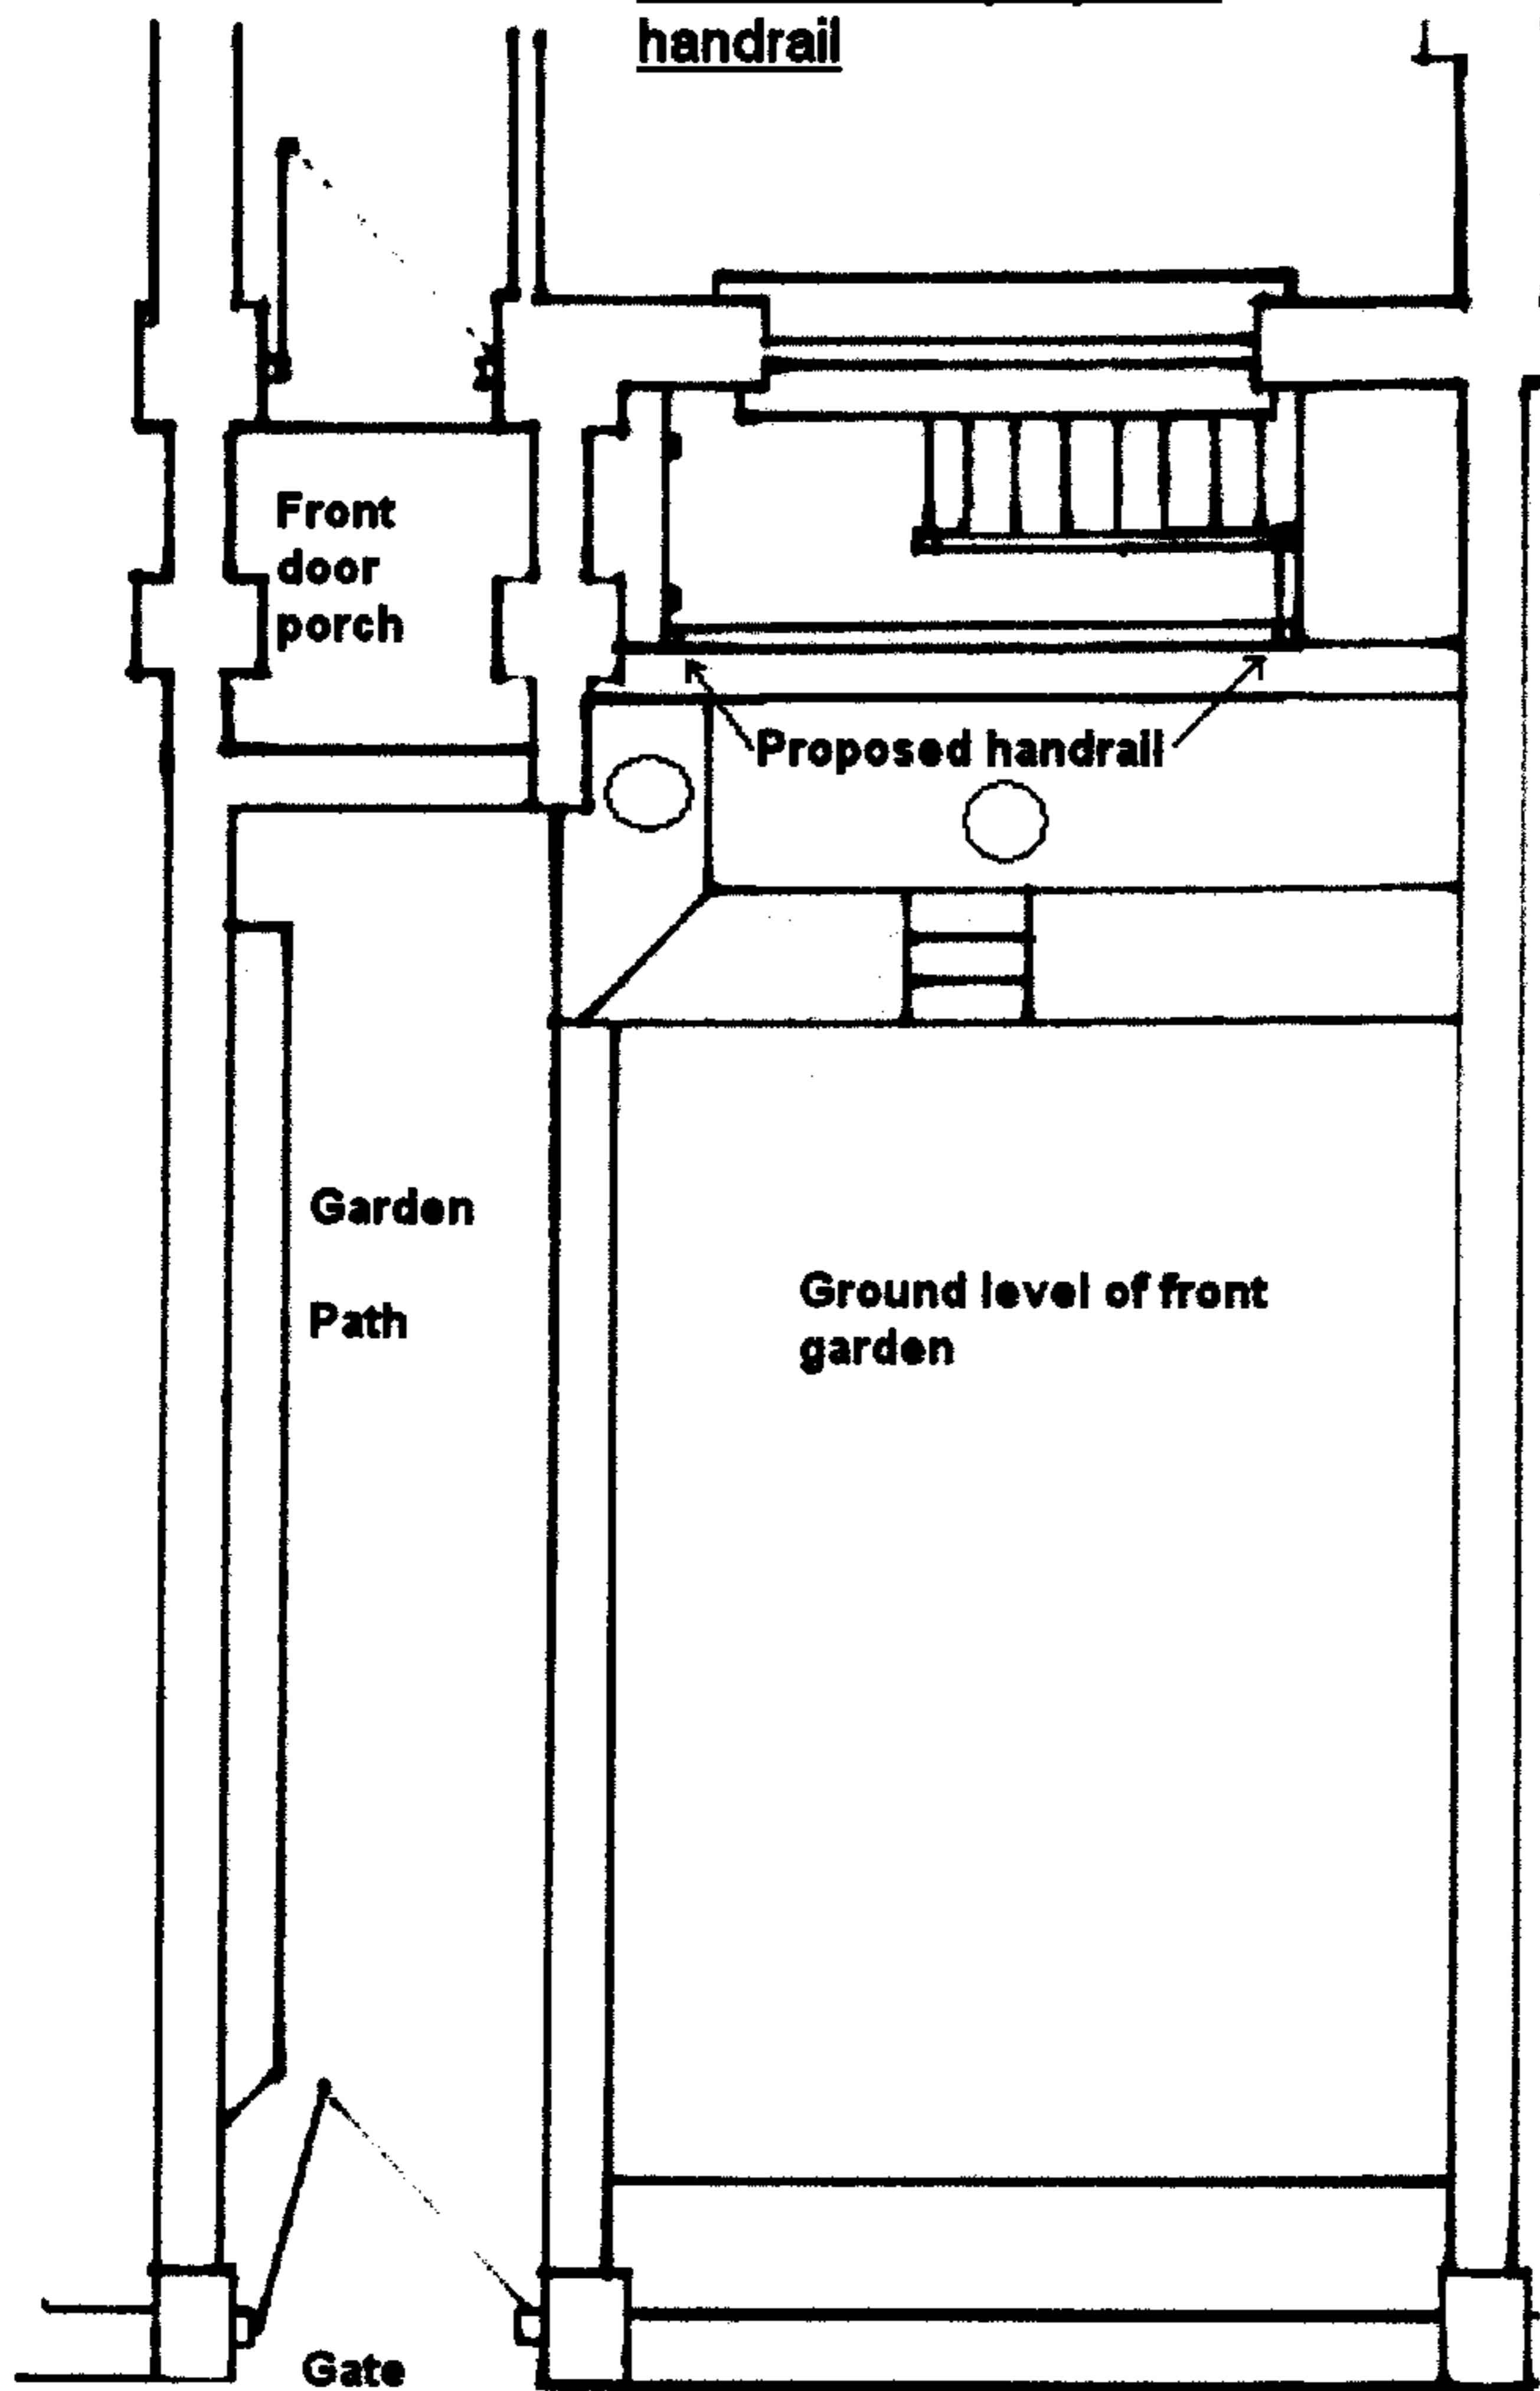 handrail
Front
door
porch
Proposed handrail
Garden
Path
Ground level of front
garden
Gate